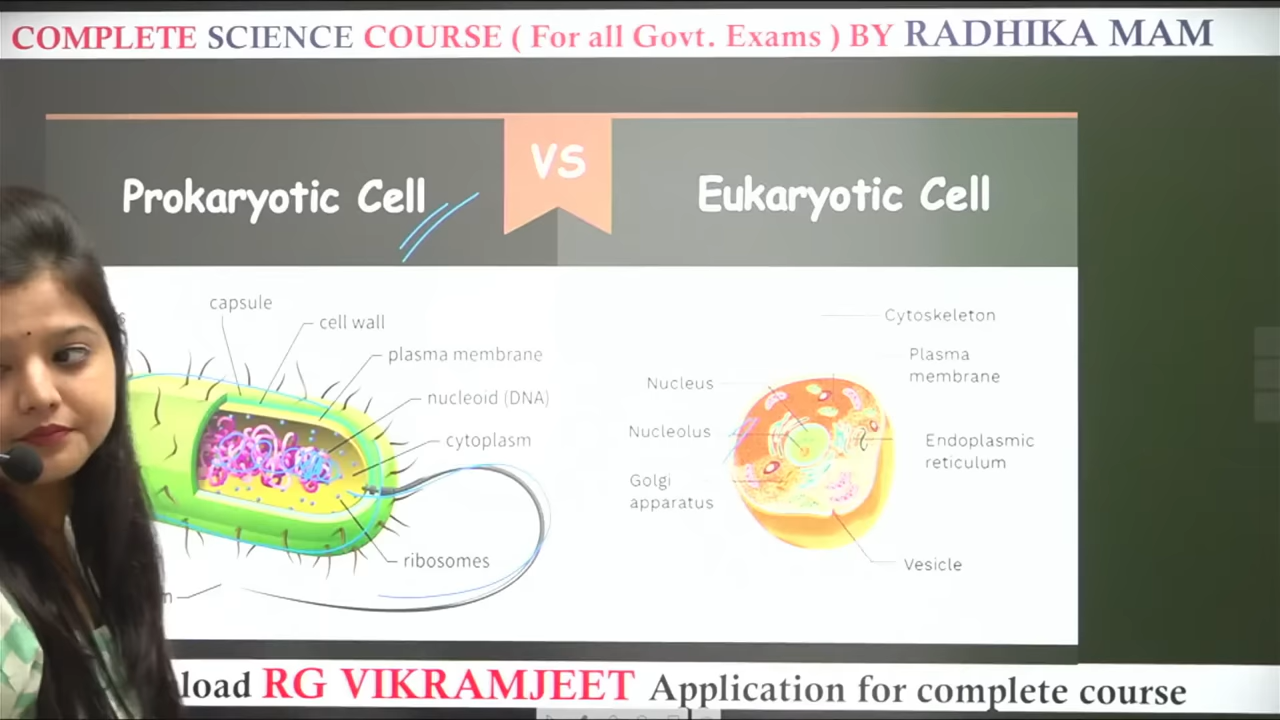 COMPLETE SCIENCE COURSE ( For all Govt. Exams ) BY RADHIKA MAM
Prokaryotic Cell
VS
Eukaryotic Cell
capsule
cell wall
plasma membrane
nucleoid (DNA)
cytoplasm
ribosomes
Cytoskeleton
Plasma
membrane
Nucleus
Nucleolus
Endoplasmic
reticulum
Golgi
apparatus
Vesicle
load RG VIKRAMJEET Application for complete course